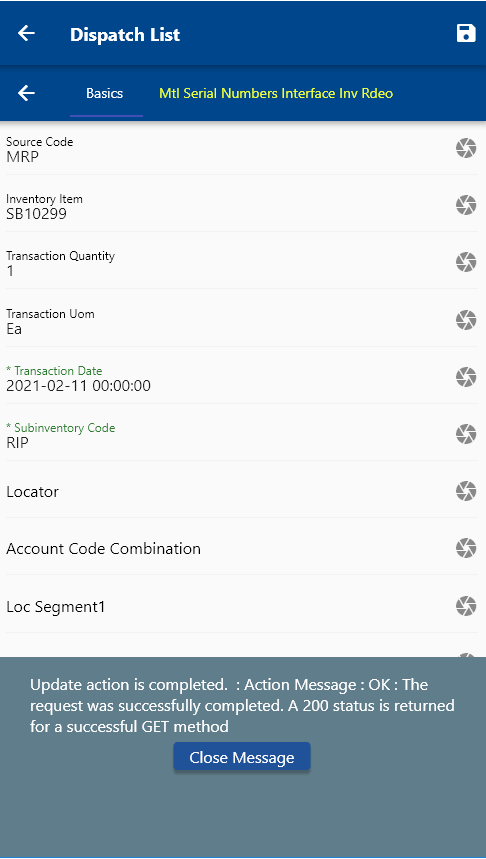 Dispatch List
Basics
Mtl Serial Numbers Interface Inv Rdeo
Source Code
MRP
Inventory Item
SB10299
Transaction Quantity
1
Transaction Uom
Ea
* Transaction Date
2021-02-11 00:00:00
* Subinventory Code
RIP
Locator
Account Code Combination
Loc Segment1
Update action is completed.  : Action Message : OK : The
request was successfully completed. A 200 status is returned
for a successful GET method
Close Message